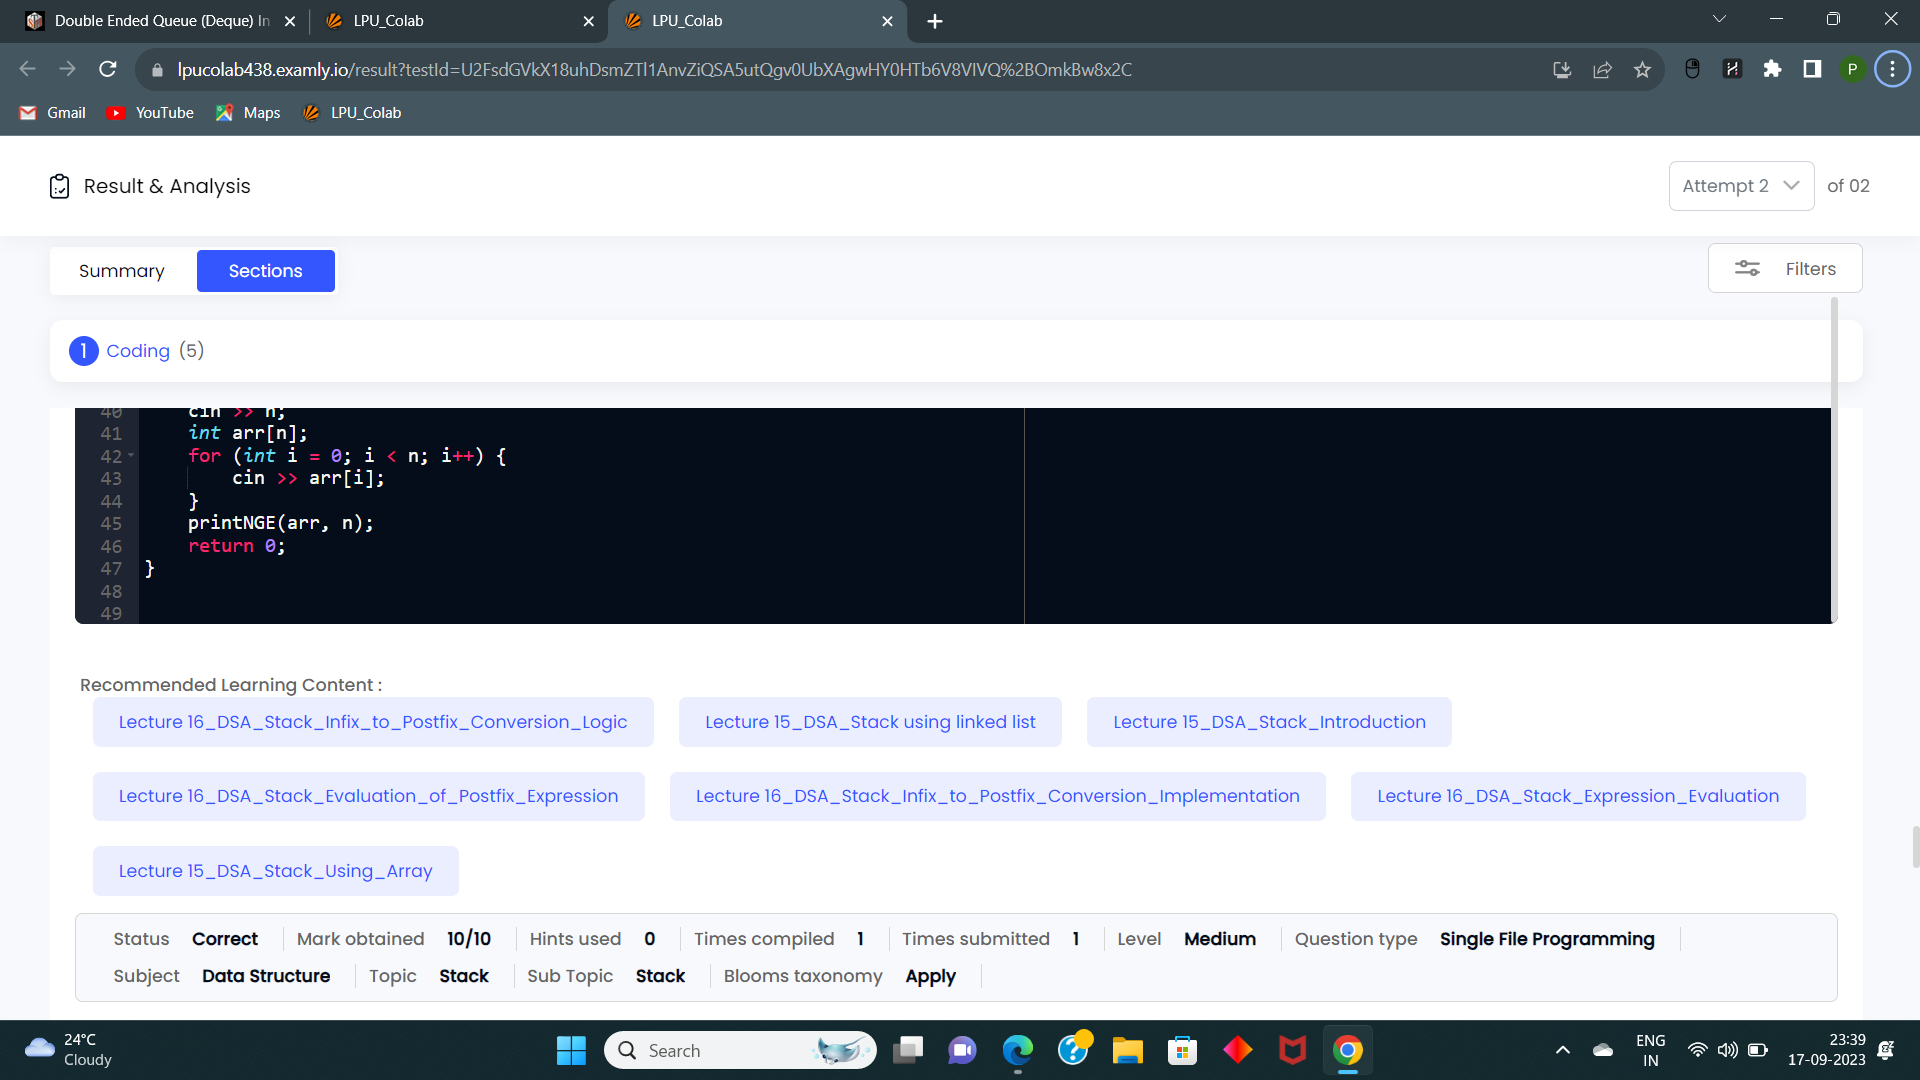 Double Ended Queue (Deque) In
LPU_Colab
LPU_Colab
lpucolab438.examly.io/result?testId=U2FsdGVkX18uhDsmZTl1AnvZiQSA5utQgv0UbXAgwHY0HTb6V8VlVQ%2BOmkBw8x2C
P
Gmail
YouTube
Maps
LPU_Colab
Result & Analysis
Attempt 2
of 02
Summary
Sections
Filters
1 Coding (5)
40 cin >> n;
41 int arr[n];
42 for (int i = 0; i < n; i++) {
43 cin >> arr[i];
44 }
45 printNGE(arr, n);
46 return 0;
47 }
48
49
Recommended Learning Content :
Lecture 16_DSA_Stack_Infix_to_Postfix_Conversion_Logic
Lecture 15_DSA_Stack using linked list
Lecture 15_DSA_Stack_Introduction
Lecture 16_DSA_Stack_Evaluation_of_Postfix_Expression
Lecture 16_DSA_Stack_Infix_to_Postfix_Conversion_Implementation
Lecture 16_DSA_Stack_Expression_Evaluation
Lecture 15_DSA_Stack_Using_Array
Status Correct Mark obtained 10/10 Hints used 0 Times compiled 1 Times submitted 1 Level Medium Question type Single File Programming
Subject Data Structure Topic Stack Sub Topic Stack Blooms taxonomy Apply
24°C
Cloudy
Search
ENG
IN
23:39
17-09-2023